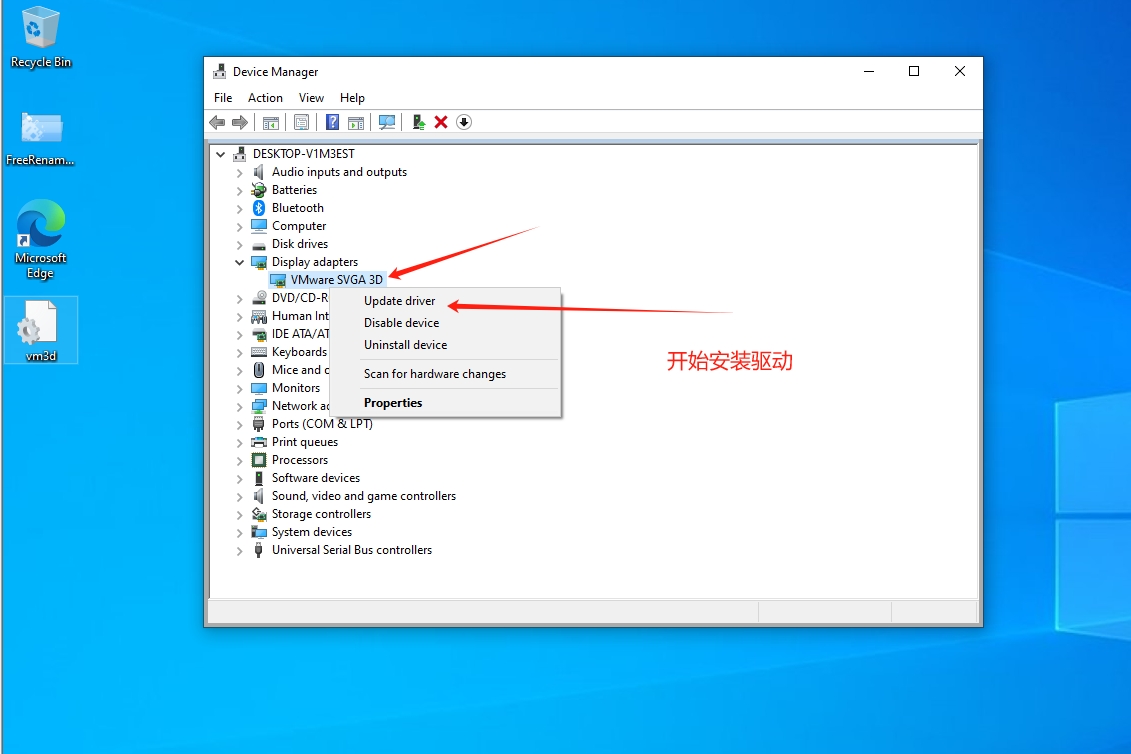 Recycle Bin
FreeRenam...
Microsoft
Edge
vm3d
Device Manager
File Action View Help
DESKTOP-V1M3EST
Audio inputs and outputs
Batteries
Bluetooth
Computer
Disk drives
Display adapters
VMware SVGA 3D
DVD/CD-R
Human Int
IDE ATA/AT
Keyboards
Mice and o
Monitors
Network ad
Ports (COM & LPT)
Print queues
Processors
Software devices
Sound, video and game controllers
Storage controllers
System devices
Universal Serial Bus controllers
Update driver
Disable device
Uninstall device
Scan for hardware changes
Properties
开始安装驱动